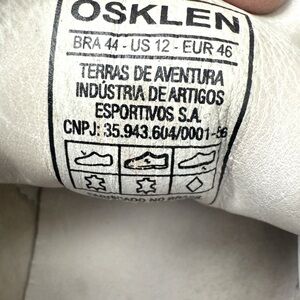 OSKLEN
BRA 44 - US 12 - EUR 46
TERRAS DE AVENTURA
INDÚSTRIA DE ARTIGOS
ESPORTIVOS S.A.
CNPJ: 35.943.604/0001-56
NO